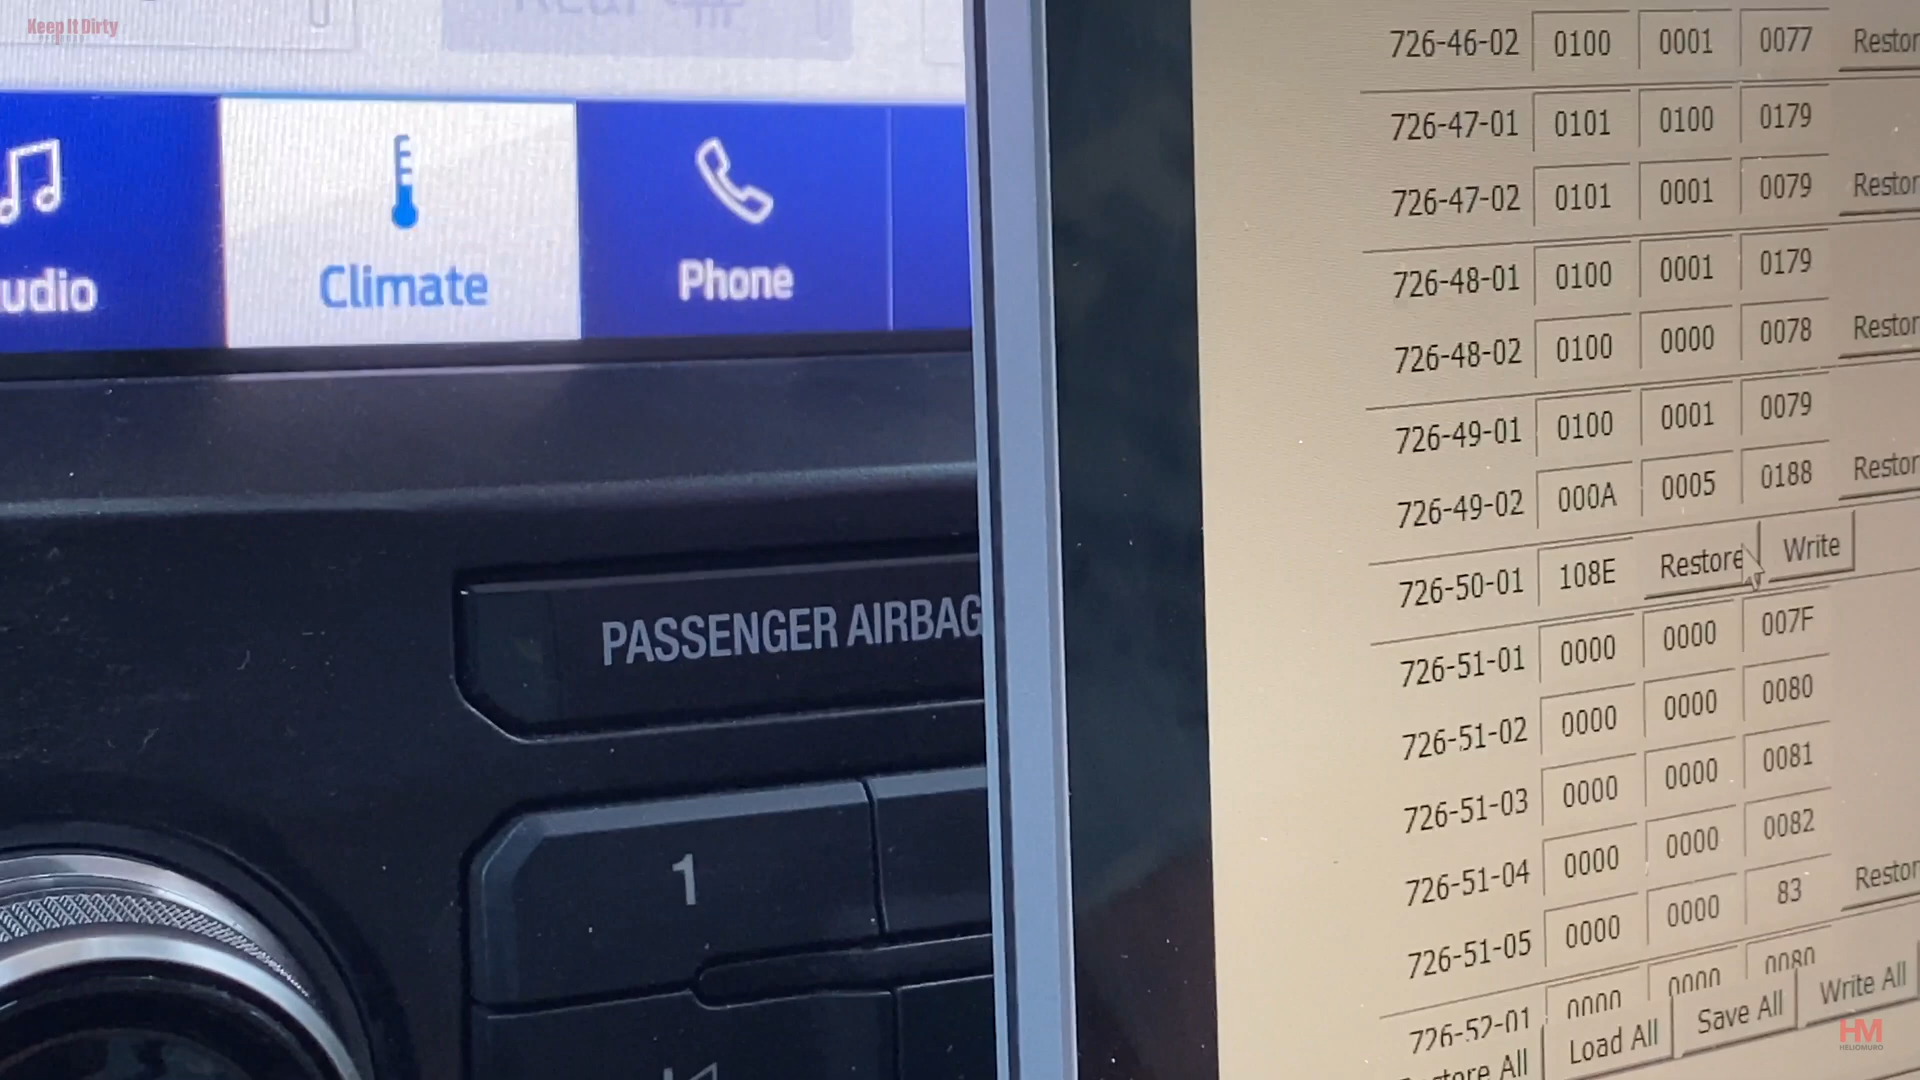 Keep It Dirty
Rear
udio
Climate
Phone
PASSENGER AIRBAG
1
726-46-02 0100 0001 0077 Restor
726-47-01 0101 0100 0179
726-47-02 0101 0001 0079 Restor
726-48-01 0100 0001 0179
726-48-02 0100 0000 0078 Restor
726-49-01 0100 0001 0079
726-49-02 000A 0005 0188 Restor
726-50-01 108E Restore Write
726-51-01 0000 0000 007F
726-51-02 0000 0000 0080
726-51-03 0000 0000 0081
726-51-04 0000 0000 0082
726-51-05 0000 0000 83 Restor
726-52-01 0000 0000 0080
store All Load All Save All Write All
HM
HELIOMURO